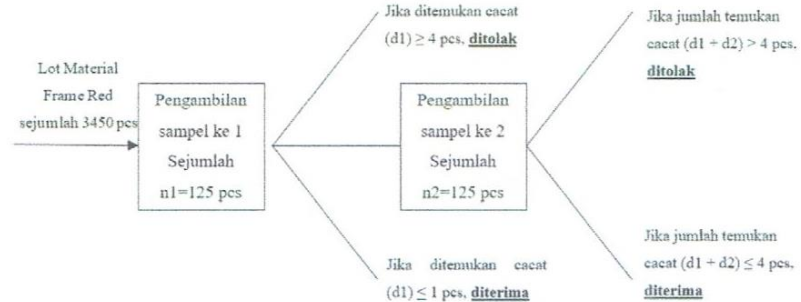 Lot Material
Frame Red
sejumlah 3450 pcs
Pengambilan
sampel ke 1
Sejumlah
n1=125 pcs
Jika ditemukan cacat
(d1) ≥ 4 pcs, ditolak
Jika ditemukan cacat
(d1) ≤ 1 pcs, diterima
Pengambilan
sampel ke 2
Sejumlah
n2=125 pcs
Jika jumlah temukan
cacat (d1 + d2) > 4 pcs,
ditolak
Jika jumlah temukan
cacat (d1 + d2) ≤ 4 pcs,
diterima